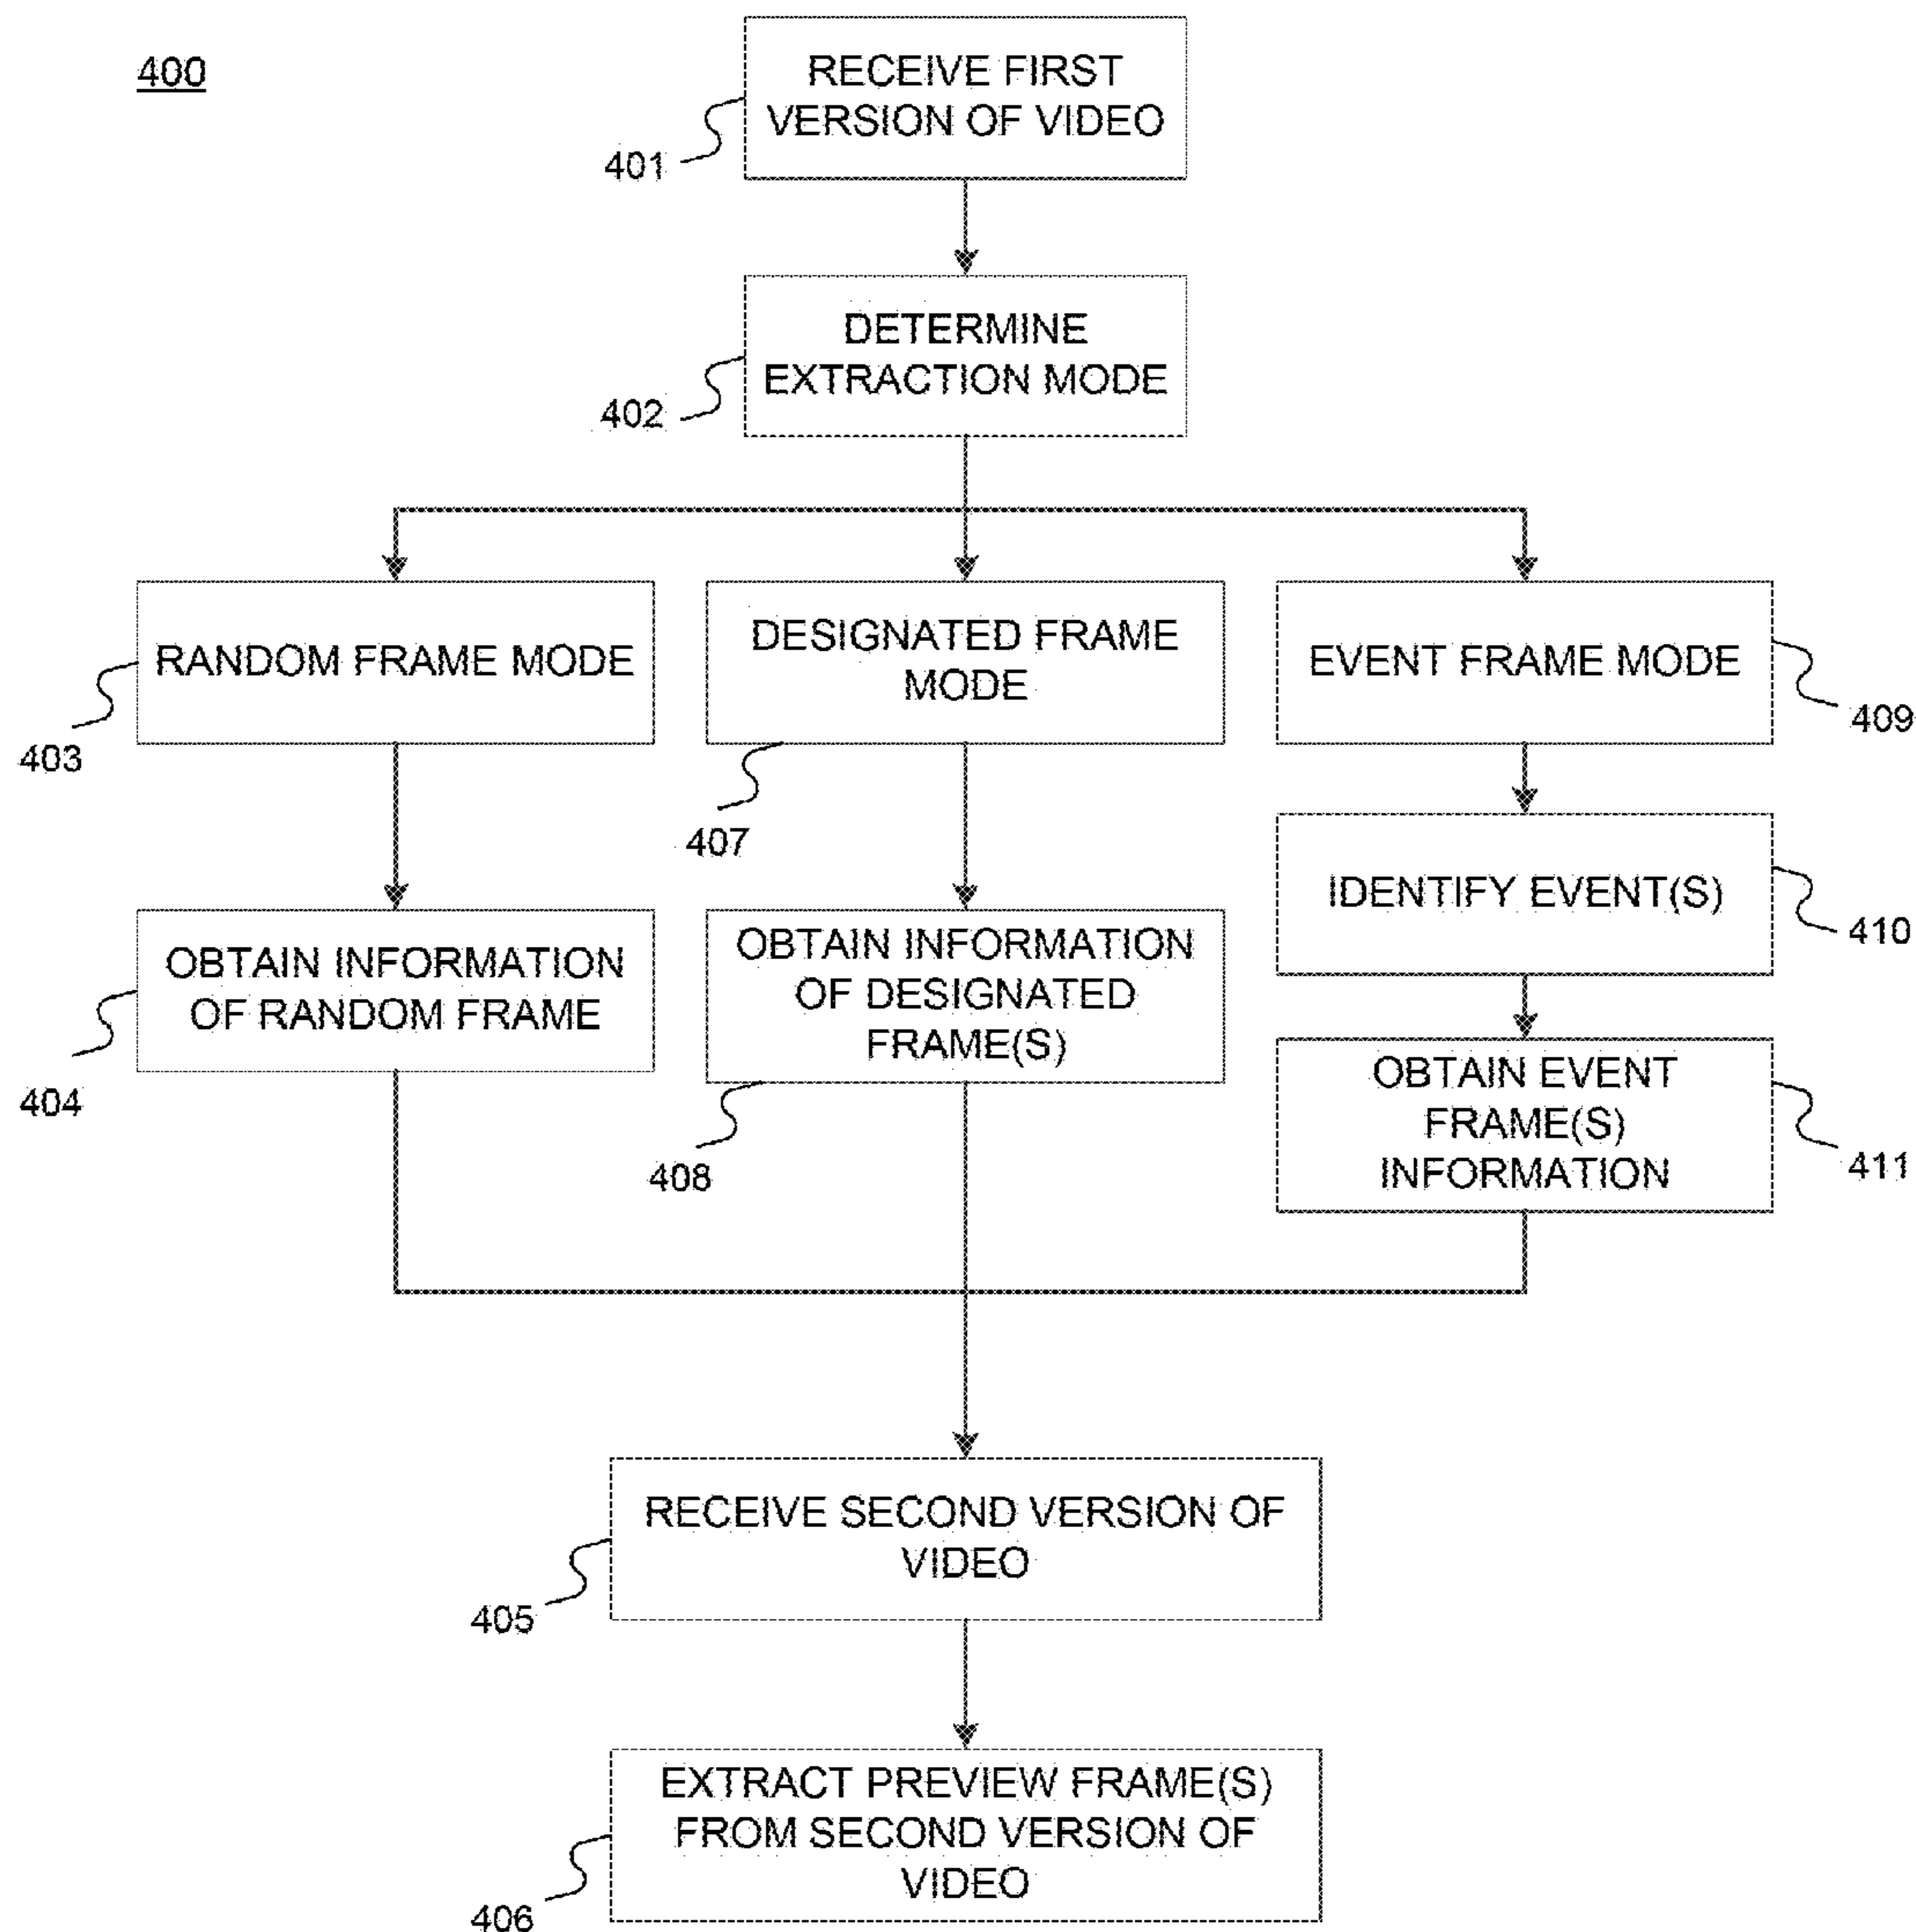 400
RECEIVE FIRST
VERSION OF VIDEO
401
DETERMINE
EXTRACTION MODE
402
RANDOM FRAME MODE
403
DESIGNATED FRAME
MODE
407
EVENT FRAME MODE
409
IDENTIFY EVENT(S)
410
OBTAIN INFORMATION
OF RANDOM FRAME
404
OBTAIN INFORMATION
OF DESIGNATED
FRAME(S)
408
OBTAIN EVENT
FRAME(S)
INFORMATION
411
RECEIVE SECOND VERSION OF
VIDEO
405
EXTRACT PREVIEW FRAME(S)
FROM SECOND VERSION OF
VIDEO
406